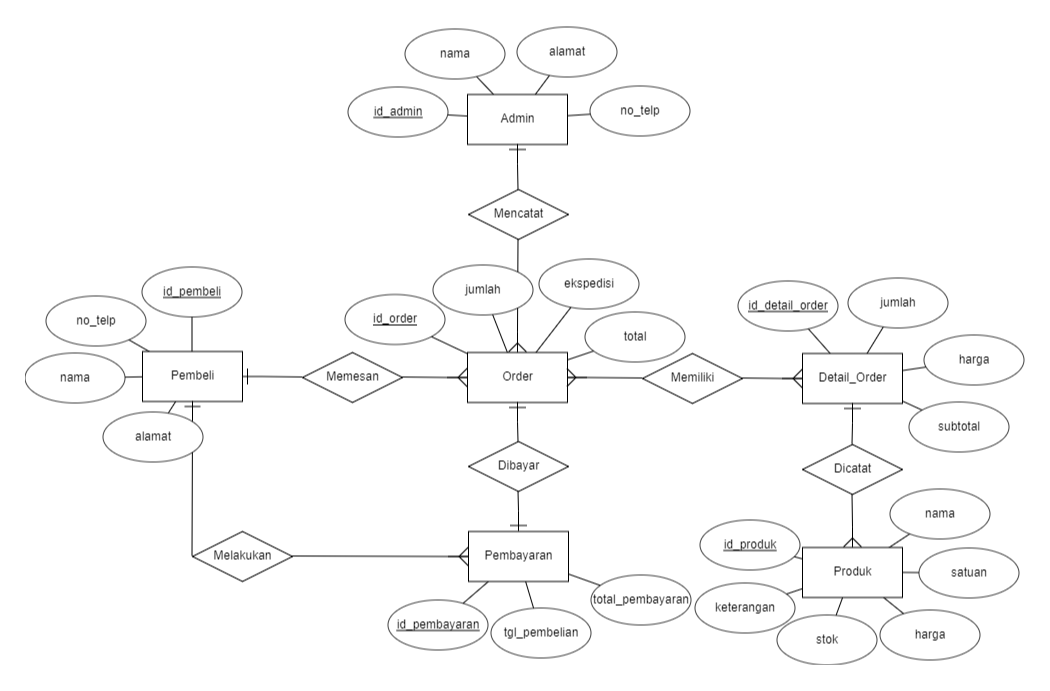 nama
alamat
id_admin
Admin
no_telp
Mencatat
id_pembeli
no_telp
nama
Pembeli
alamat
Memesan
id_order
jumlah
ekspedisi
total
Order
Memiliki
id_detail_order
jumlah
harga
Detail_Order
subtotal
Dibayar
Dicatat
Melakukan
Pembayaran
id_pembayaran
tgl_pembelian
total_pembayaran
id_produk
nama
Produk
satuan
keterangan
stok
harga